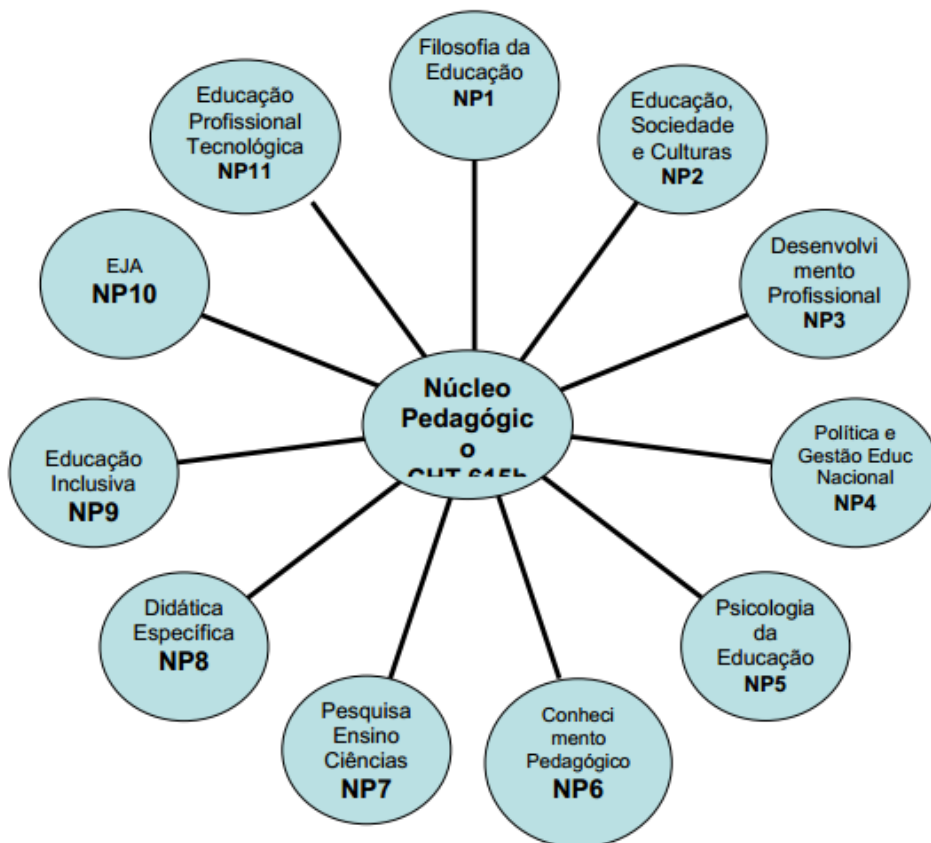 Filosofia da
Educação
NP1
Educação,
Sociedade
e Culturas
NP2
Desenvolvi
mento
Profissional
NP3
Política e
Gestão Educ
Nacional
NP4
Psicologia
da
Educação
NP5
Conheci
mento
Pedagógico
NP6
Pesquisa
Ensino
Ciências
NP7
Didática
Específica
NP8
Educação
Inclusiva
NP9
EJA
NP10
Educação
Profissional
Tecnológica
NP11
Núcleo
Pedagógic
o
CHT 615h